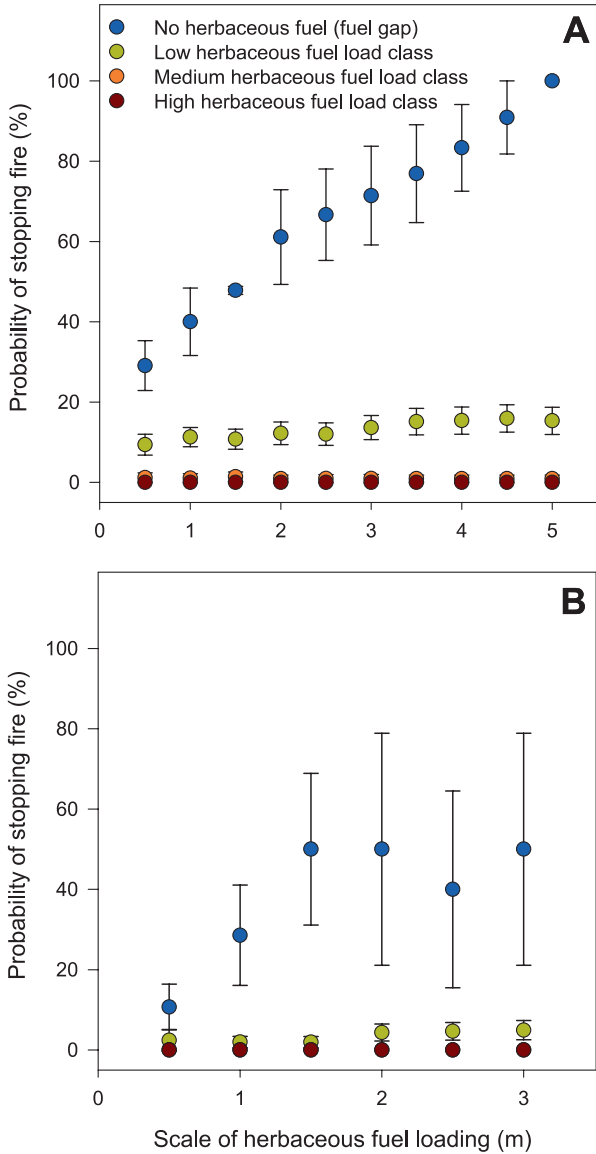 No herbaceous fuel (fuel gap)
A
Low herbaceous fuel load class
Medium herbaceous fuel load class
High herbaceous fuel load class
Probability of stopping fire (%)
100
80
60
40
20
0
0 1 2 3 4 5
B
Probability of stopping fire (%)
100
80
60
40
20
0
0 1 2 3
Scale of herbaceous fuel loading (m)